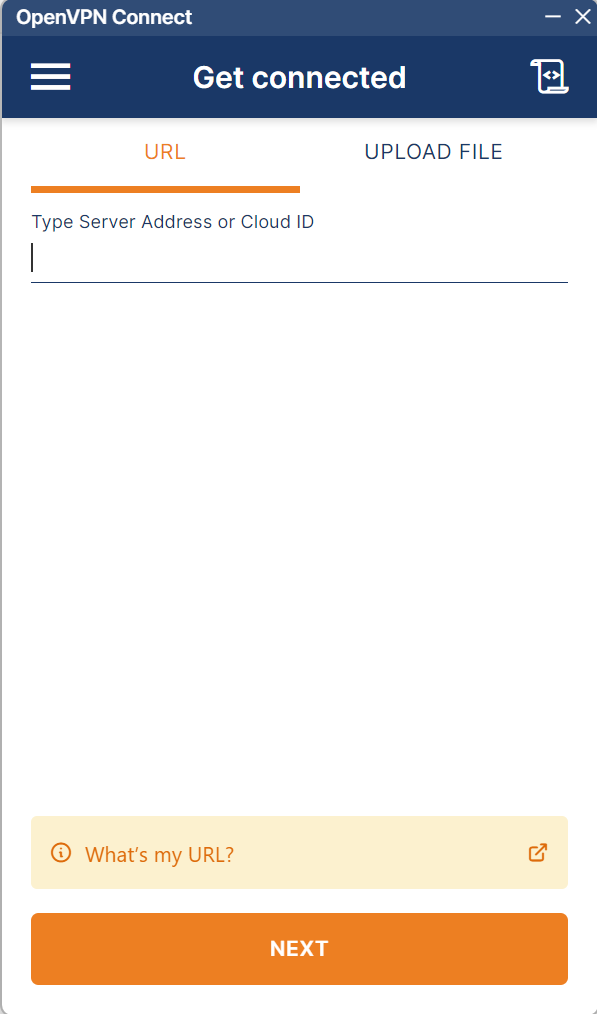 OpenVPN Connect
Get connected
URL
UPLOAD FILE
Type Server Address or Cloud ID
What's my URL?
NEXT